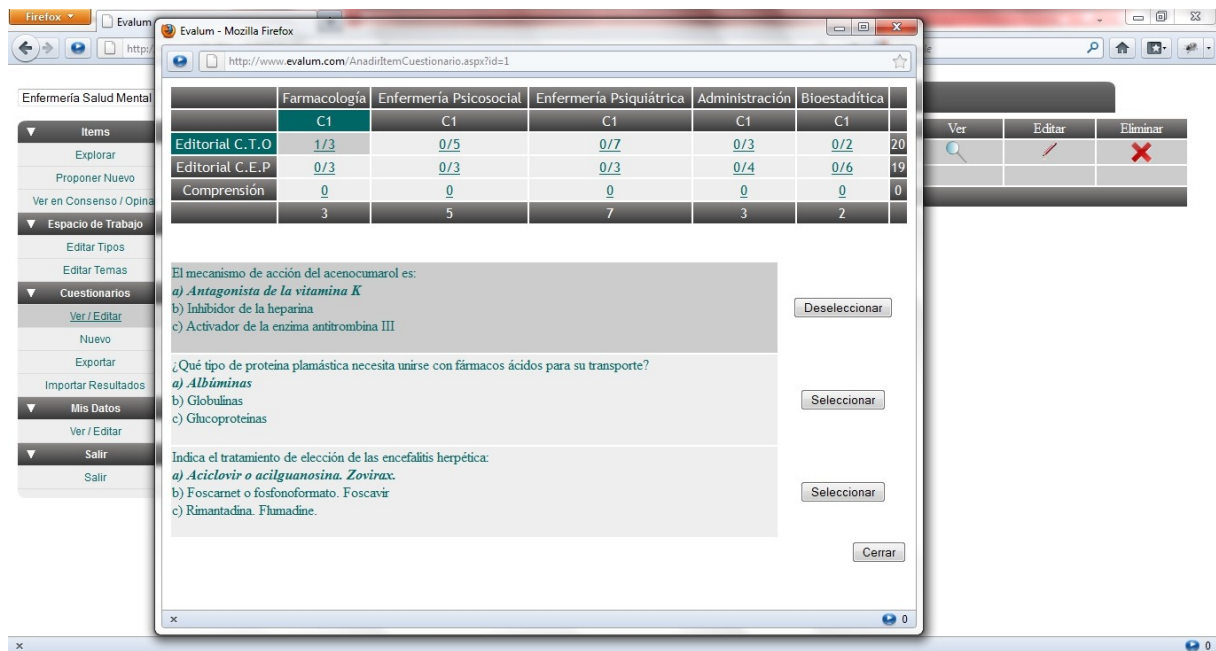 Firefox
Evalum
Evalum - Mozilla Firefox
http:/
http://www.evalum.com/AnadirItemCuestionario.aspx?id=1
Enfermería Salud Mental
Items
Explorar
Proponer Nuevo
Ver en Consenso / Opina
Espacio de Trabajo
Editar Tipos
Editar Temas
Cuestionarios
Ver / Editar
Nuevo
Exportar
Importar Resultados
Mis Datos
Ver / Editar
Salir
Salir
Farmacología Enfermería Psicosocial Enfermería Psiquiátrica Administración Bioestadítica
C1 C1 C1 C1 C1
Editorial C.T.O 1/3 0/5 0/7 0/3 0/2 20
Editorial C.E.P 0/3 0/3 0/3 0/4 0/6 19
Comprensión 0 0 0 0 0 0
3 5 7 3 2
El mecanismo de acción del acenocumarol es:
a) Antagonista de la vitamina K
b) Inhibidor de la heparina
c) Activador de la enzima antitrombina III
Deseleccionar
¿Qué tipo de proteina plamástica necesita unirse con fármacos ácidos para su transporte?
a) Albúminas
b) Globulinas
c) Glucoproteinas
Seleccionar
Indica el tratamiento de elección de las encefalitis herpética:
a) Aciclovir o acilguanosina. Zovirax.
b) Foscarnet o fosfonoformato. Foscavir
c) Rimantadina. Flumadine.
Seleccionar
Cerrar
Ver Editar Eliminar
x 0
x 0